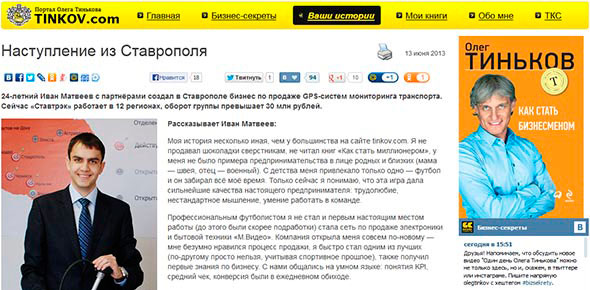 Портал Олега Тинькова
TINKOV.com
Главная
Бизнес-секреты
Ваши истории
Мои книги
Обо мне
ТКС
Наступление из Ставрополя
13 июня 2013
Нравится 18
Твитнуть 1
+1
24-летний Иван Матвеев с партнерами создал в Ставрополе бизнес по продаже GPS-систем мониторинга транспорта.
Сейчас «Ставтрэк» работает в 12 регионах, оборот группы превышает 30 млн рублей.
Рассказывает Иван Матвеев:
Моя история несколько иная, чем у большинства на сайте tinkov.com. Я не
продавал шоколадки сверстникам, не читал книг «Как стать миллионером», у
меня не было примера предпринимательства в лице родных и близких (мама
— швея, отец — военный). С детства меня привлекало только одно — футбол
и он забирал всё моё время. Только сейчас я понимаю, что эта игра дала
сильнейшие качества настоящего предпринимателя: трудолюбие,
нестандартное мышление, умение работать в команде.
Профессиональным футболистом я не стал и первым настоящим местом
работы (до этого были скорее подработки) стала сеть по продаже электроники
и бытовой техники «М.Видео». Компания открыла меня совсем по-новому —
мне безумно нравился процесс продажи, я быстро стал одним из лучших
(по-другому просто нельзя, учитывая спортивное прошлое), также получил
первые знания по бизнесу. С нами общались на умном языке: понятия KPI,
средний чек, конверсия были в ежедневном обиходе.
ОЛЕГ
ТИНЬКОВ
КАК СТАТЬ
БИЗНЕСМЕНОМ
Бизнес-секреты
сегодня в 15:51
Друзья! Напоминаем, что обсудить новое
видео "Один день Олега Тинькова" можно
не только здесь, но и, скажем, в твиттере
или инстаграме. Пишите напрямую
olegtinkov с хештегом #bizsekrety.